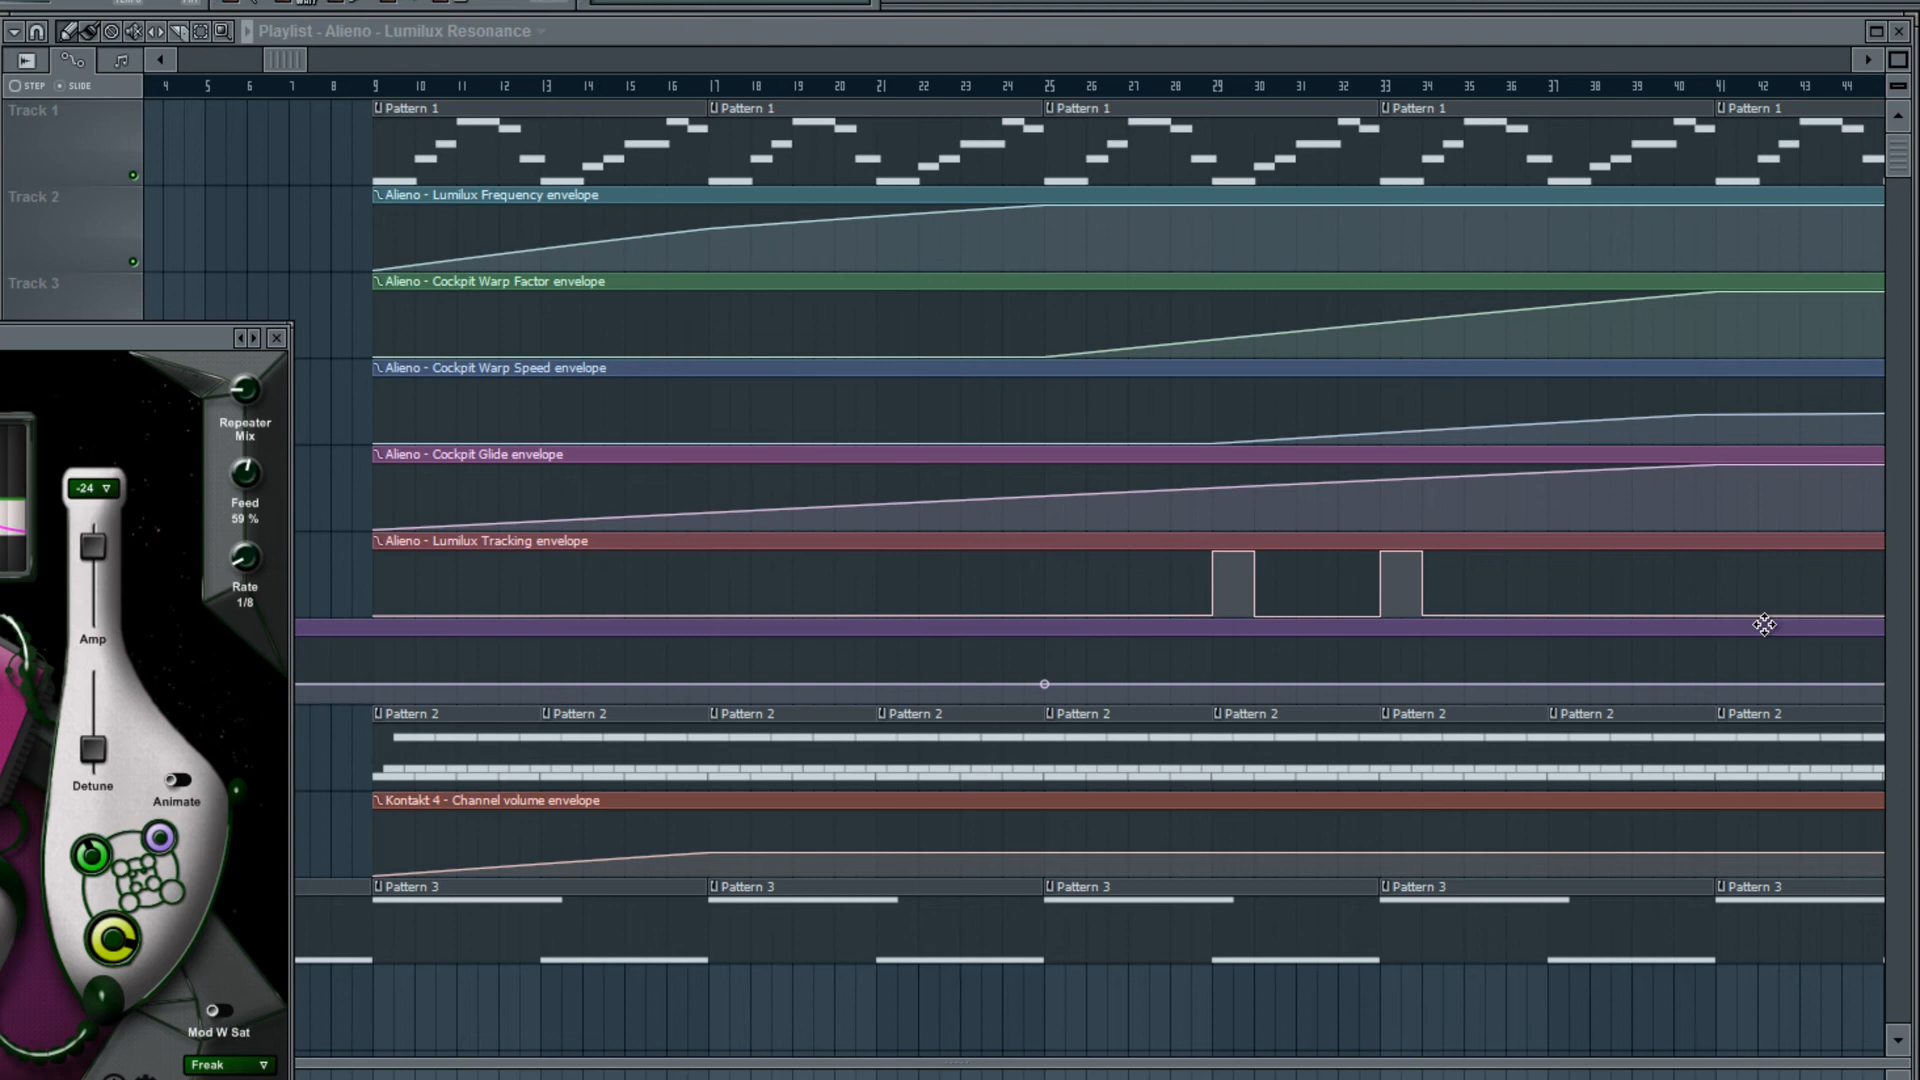 Playlist - Alieno - Lumilux Resonance
STEP SLIDE
4 5 6 7 8 9 10 11 12 13 14 15 16 17 18 19 20 21 22 23 24 25 26 27 28 29 30 31 32 33 34 35 36 37 38 39 40 41 42 43 44
Track 1
Pattern 1 Pattern 1 Pattern 1 Pattern 1 Pattern 1
Track 2
Alieno - Lumilux Frequency envelope
Track 3
Alieno - Cockpit Warp Factor envelope
Alieno - Cockpit Warp Speed envelope
Alieno - Cockpit Glide envelope
Alieno - Lumilux Tracking envelope
Pattern 2 Pattern 2 Pattern 2 Pattern 2 Pattern 2 Pattern 2 Pattern 2 Pattern 2 Pattern 2
Kontakt 4 - Channel volume envelope
Pattern 3 Pattern 3 Pattern 3 Pattern 3 Pattern 3
Repeater
Mix
-24
Feed
59 %
Rate
1/8
Amp
Detune
Animate
Mod W Sat
Freak